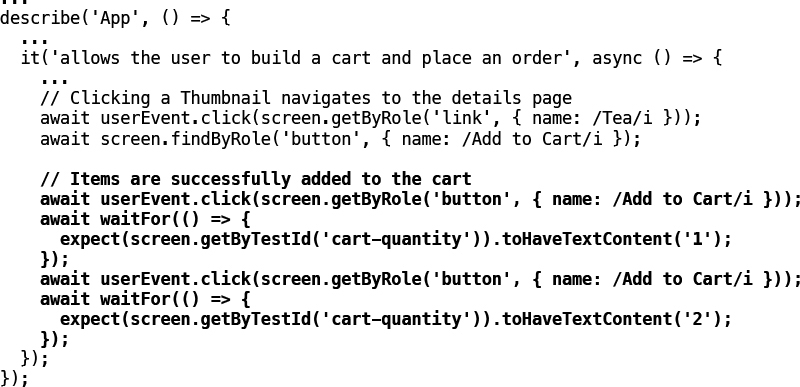 ...
describe('App', () => {
  ...
  it('allows the user to build a cart and place an order', async () => {
    ...
    // Clicking a Thumbnail navigates to the details page
    await userEvent.click(screen.getByRole('link', { name: /Tea/i }));
    await screen.findByRole('button', { name: /Add to Cart/i });

    // Items are successfully added to the cart
    await userEvent.click(screen.getByRole('button', { name: /Add to Cart/i }));
    await waitFor(() => {
      expect(screen.getByTestId('cart-quantity')).toHaveTextContent('1');
    });
    await userEvent.click(screen.getByRole('button', { name: /Add to Cart/i }));
    await waitFor(() => {
      expect(screen.getByTestId('cart-quantity')).toHaveTextContent('2');
    });
  });
});